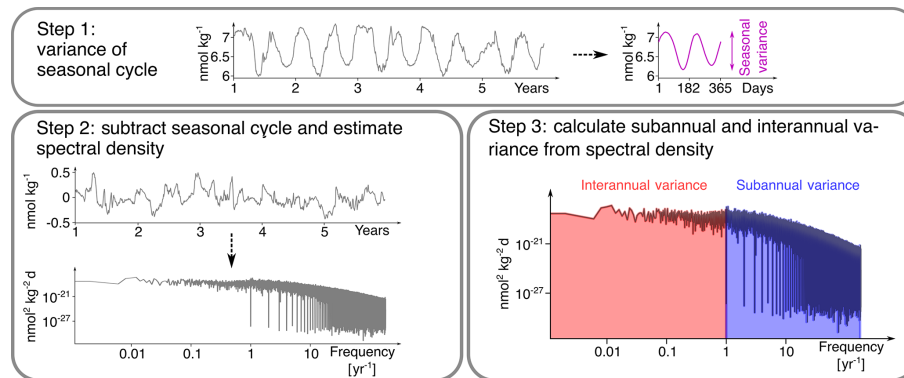 Step 1:
variance of
seasonal cycle
nmol kg⁻¹
7
6
1
2
3
4
5
Years
nmol kg⁻¹
7
6
1
182
365
Days
Seasonal
variance
Step 2: subtract seasonal cycle and estimate
spectral density
nmol kg⁻¹
0.5
0
-0.5
1
2
3
4
5
Years
nmol² kg⁻² d
10⁻²¹
10⁻²⁷
0.01
0.1
1
10
Frequency
[yr⁻¹]
Step 3: calculate subannual and interannual va-
riance from spectral density
Interannual variance
Subannual variance
nmol² kg⁻² d
10⁻²¹
10⁻²⁷
0.01
0.1
1
10
Frequency
[yr⁻¹]